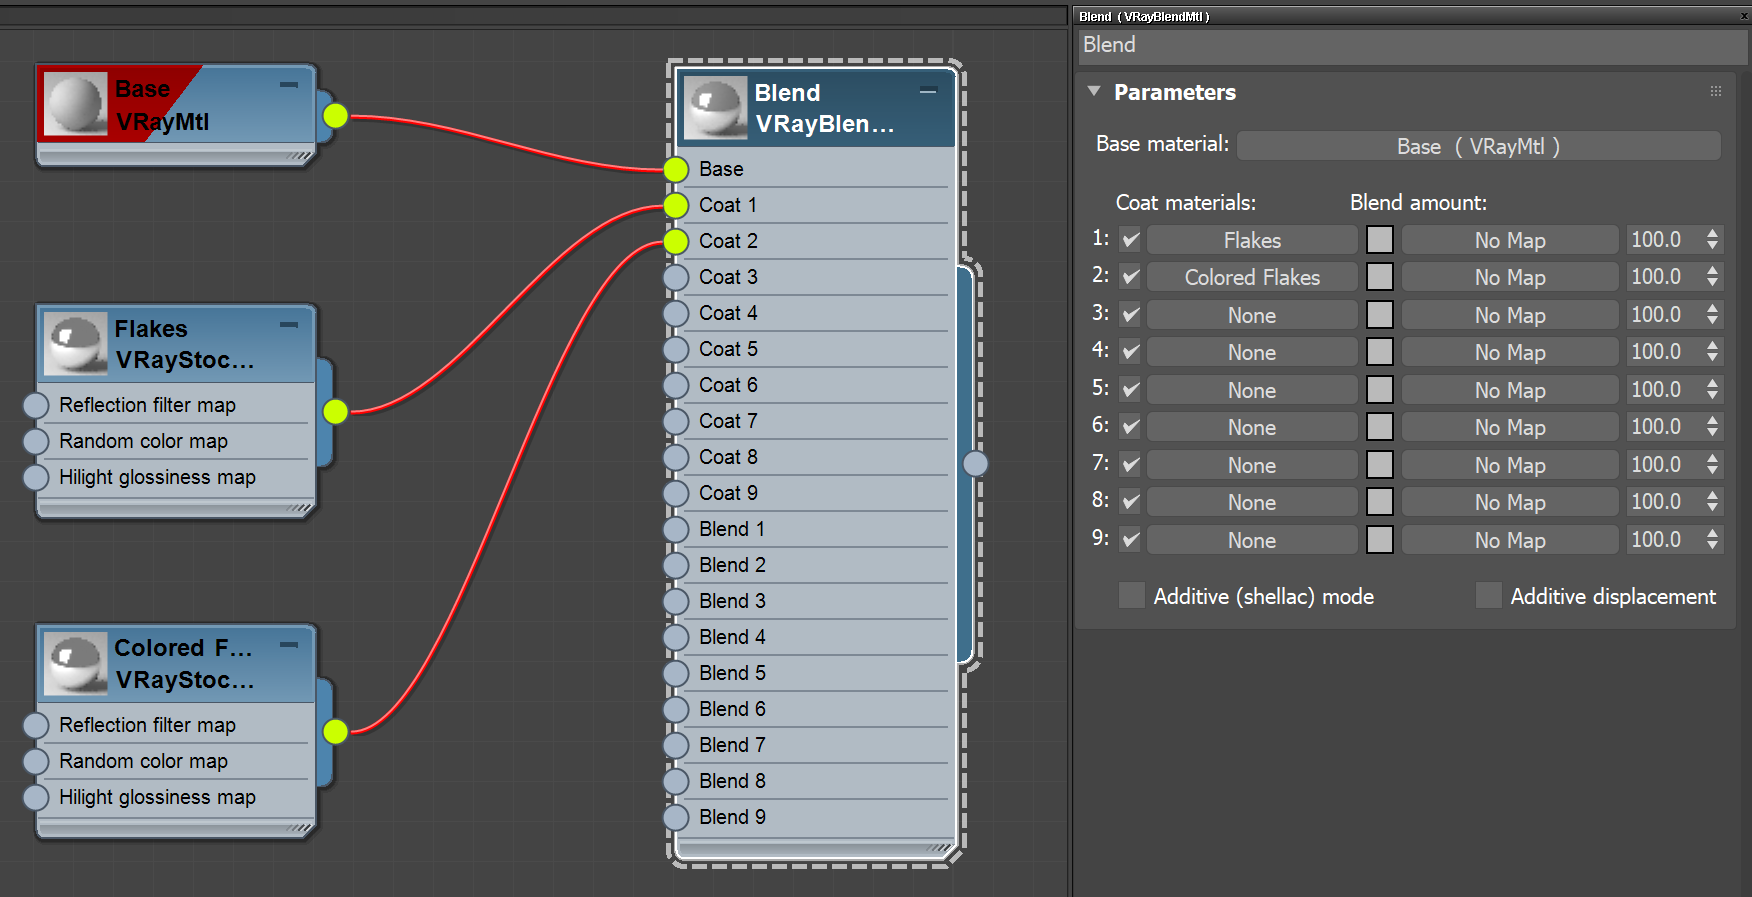 Base
VRayMtl
Flakes
VRayStoc...
Reflection filter map
Random color map
Hilight glossiness map
Colored F...
VRayStoc...
Reflection filter map
Random color map
Hilight glossiness map
Blend
VRayBlen...
Base
Coat 1
Coat 2
Coat 3
Coat 4
Coat 5
Coat 6
Coat 7
Coat 8
Coat 9
Blend 1
Blend 2
Blend 3
Blend 4
Blend 5
Blend 6
Blend 7
Blend 8
Blend 9
Blend ( VRayBlendMtl ) x
Blend
Parameters
Base material: Base ( VRayMtl )
Coat materials: Blend amount:
1: Flakes No Map 100.0
2: Colored Flakes No Map 100.0
3: None No Map 100.0
4: None No Map 100.0
5: None No Map 100.0
6: None No Map 100.0
7: None No Map 100.0
8: None No Map 100.0
9: None No Map 100.0
Additive (shellac) mode Additive displacement